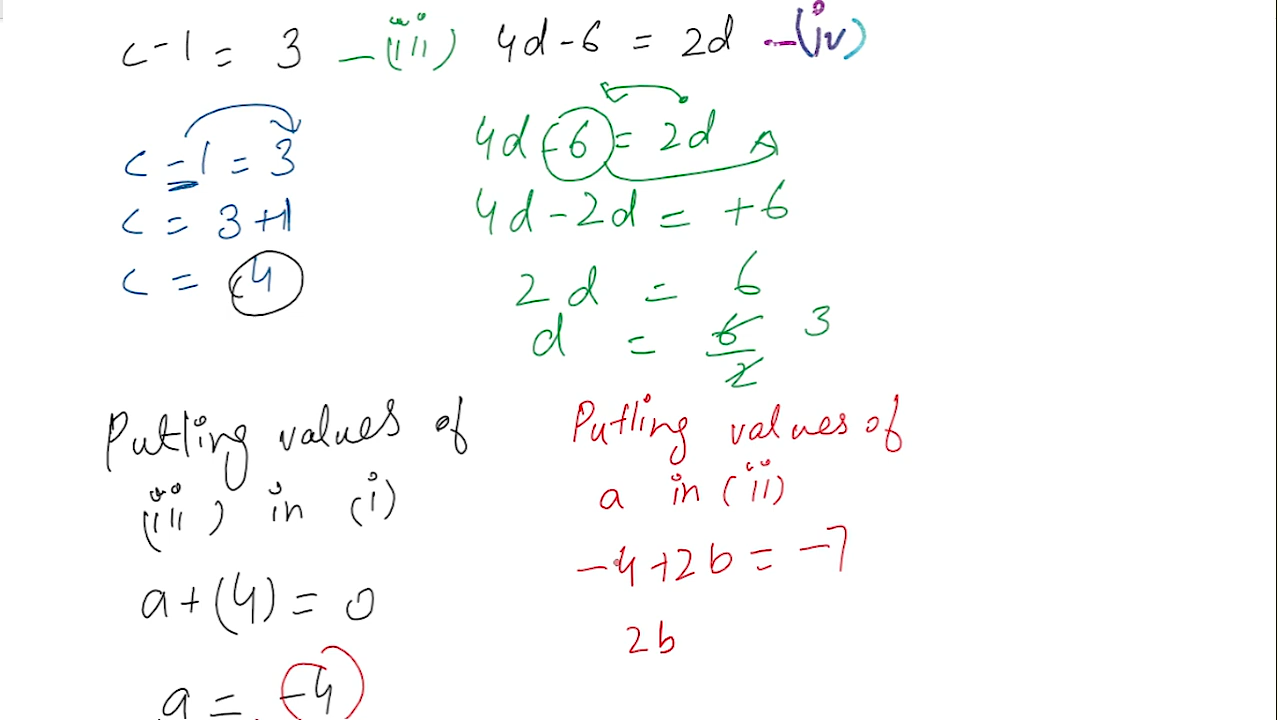 c-1 = 3 -(iii) 4d-6 = 2d -(iv)
c-1 = 3
c = 3+1
c = 4
4d-6 = 2d
4d-2d = +6
2d = 6
d = 6/2 3
Putting values of
(iii) in (i)
a+(4) = 0
a = -4
Putting values of
a in (ii)
-4+2b = -7
2b